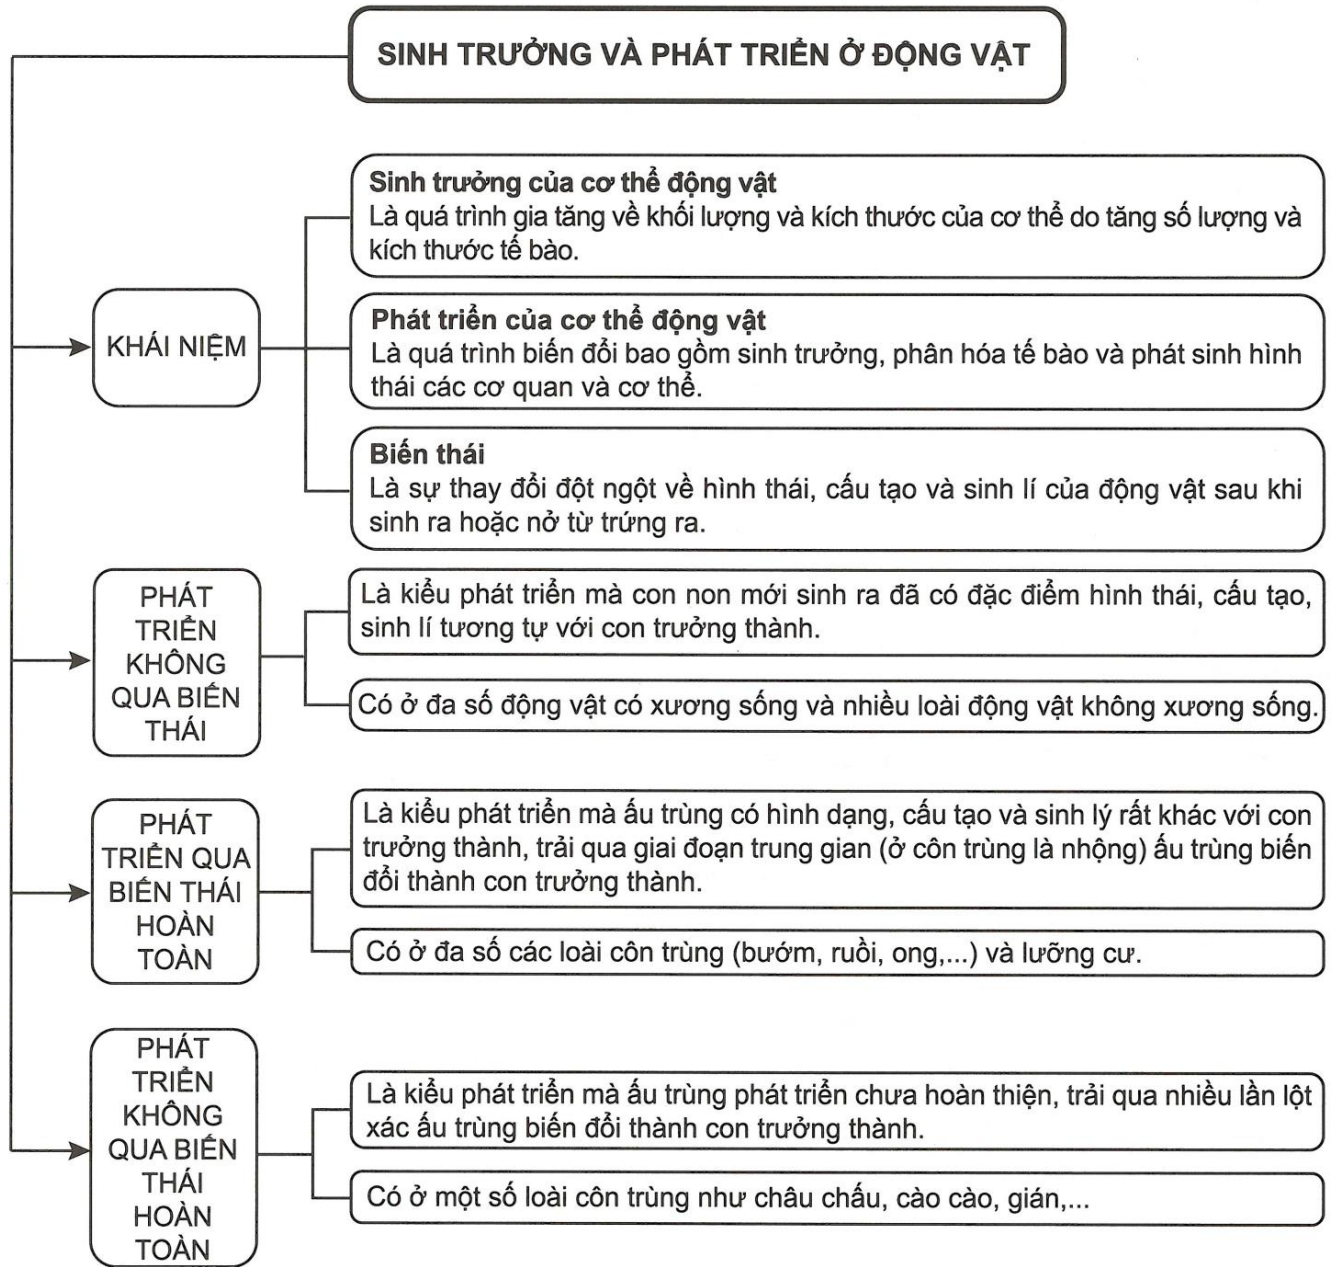 SINH TRƯỞNG VÀ PHÁT TRIỂN Ở ĐỘNG VẬT
KHÁI NIỆM
Sinh trưởng của cơ thể động vật
Là quá trình gia tăng về khối lượng và kích thước của cơ thể do tăng số lượng và
kích thước tế bào.
Phát triển của cơ thể động vật
Là quá trình biến đổi bao gồm sinh trưởng, phân hóa tế bào và phát sinh hình
thái các cơ quan và cơ thể.
Biến thái
Là sự thay đổi đột ngột về hình thái, cấu tạo và sinh lí của động vật sau khi
sinh ra hoặc nở từ trứng ra.
PHÁT
TRIỂN
KHÔNG
QUA BIẾN
THÁI
Là kiểu phát triển mà con non mới sinh ra đã có đặc điểm hình thái, cấu tạo,
sinh lí tương tự với con trưởng thành.
Có ở đa số động vật có xương sống và nhiều loài động vật không xương sống.
PHÁT
TRIỂN QUA
BIẾN THÁI
HOÀN
TOÀN
Là kiểu phát triển mà ấu trùng có hình dạng, cấu tạo và sinh lý rất khác với con
trưởng thành, trải qua giai đoạn trung gian (ở côn trùng là nhộng) ấu trùng biến
đổi thành con trưởng thành.
Có ở đa số các loài côn trùng (bướm, ruồi, ong,...) và lưỡng cư.
PHÁT
TRIỂN
KHÔNG
QUA BIẾN
THÁI
HOÀN
TOÀN
Là kiểu phát triển mà ấu trùng phát triển chưa hoàn thiện, trải qua nhiều lần lột
xác ấu trùng biến đổi thành con trưởng thành.
Có ở một số loài côn trùng như châu chấu, cào cào, gián,...